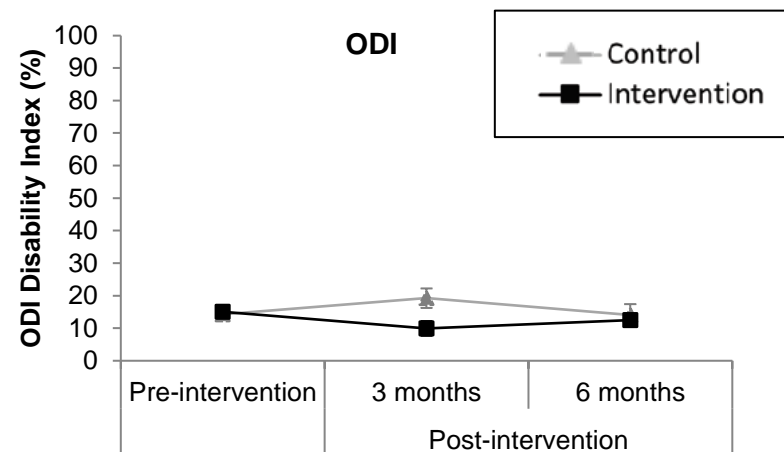 ODI
Control
Intervention
ODI Disability Index (%)
100
90
80
70
60
50
40
30
20
10
0
Pre-intervention 3 months 6 months
Post-intervention